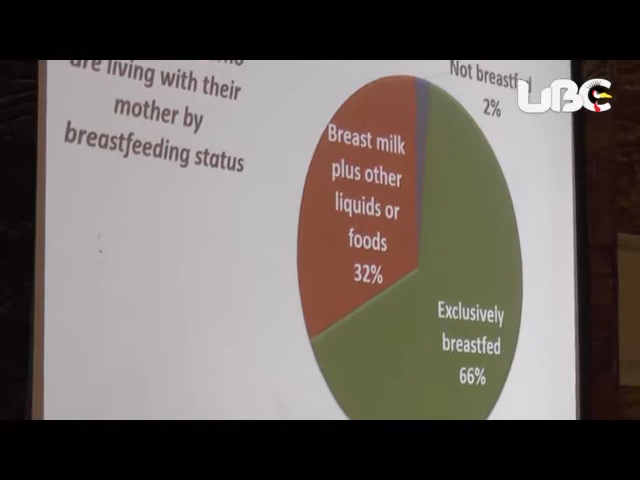 are living with their
mother by
breastfeeding status
Not breastfed
2%
UBC
Breast milk
plus other
liquids or
foods
32%
Exclusively
breastfed
66%